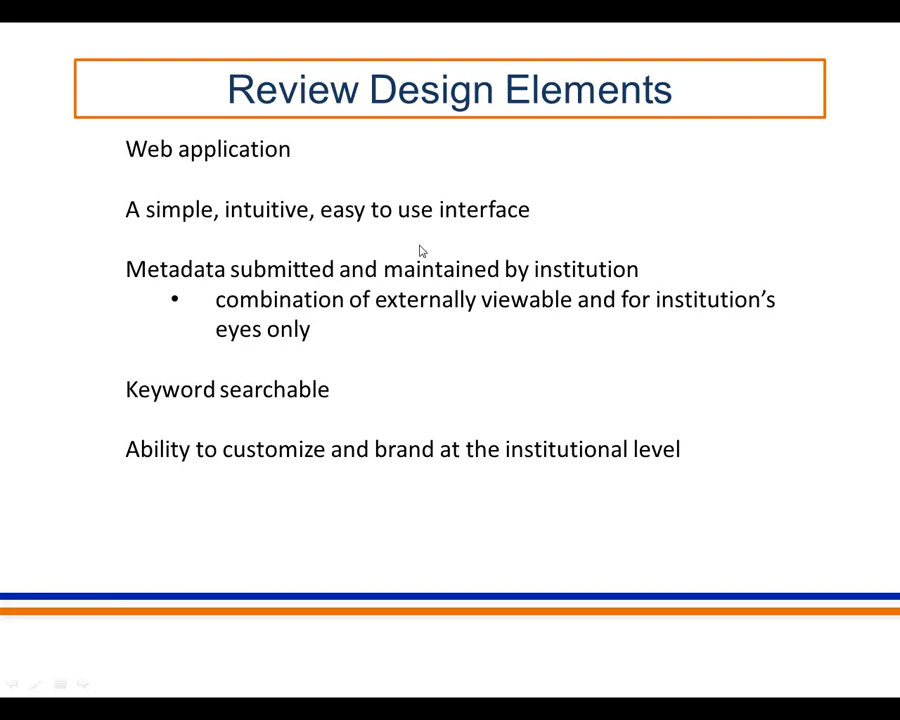 Review Design Elements
Web application
A simple, intuitive, easy to use interface
Metadata submitted and maintained by institution
• combination of externally viewable and for institution’s
eyes only
Keyword searchable
Ability to customize and brand at the institutional level